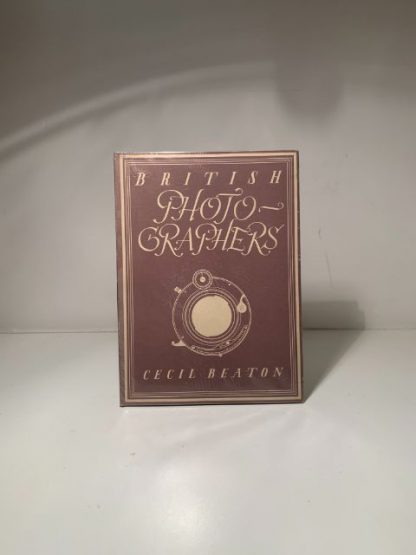 BRITISH
PHOTO-
GRAPHERS
CECIL BEATON